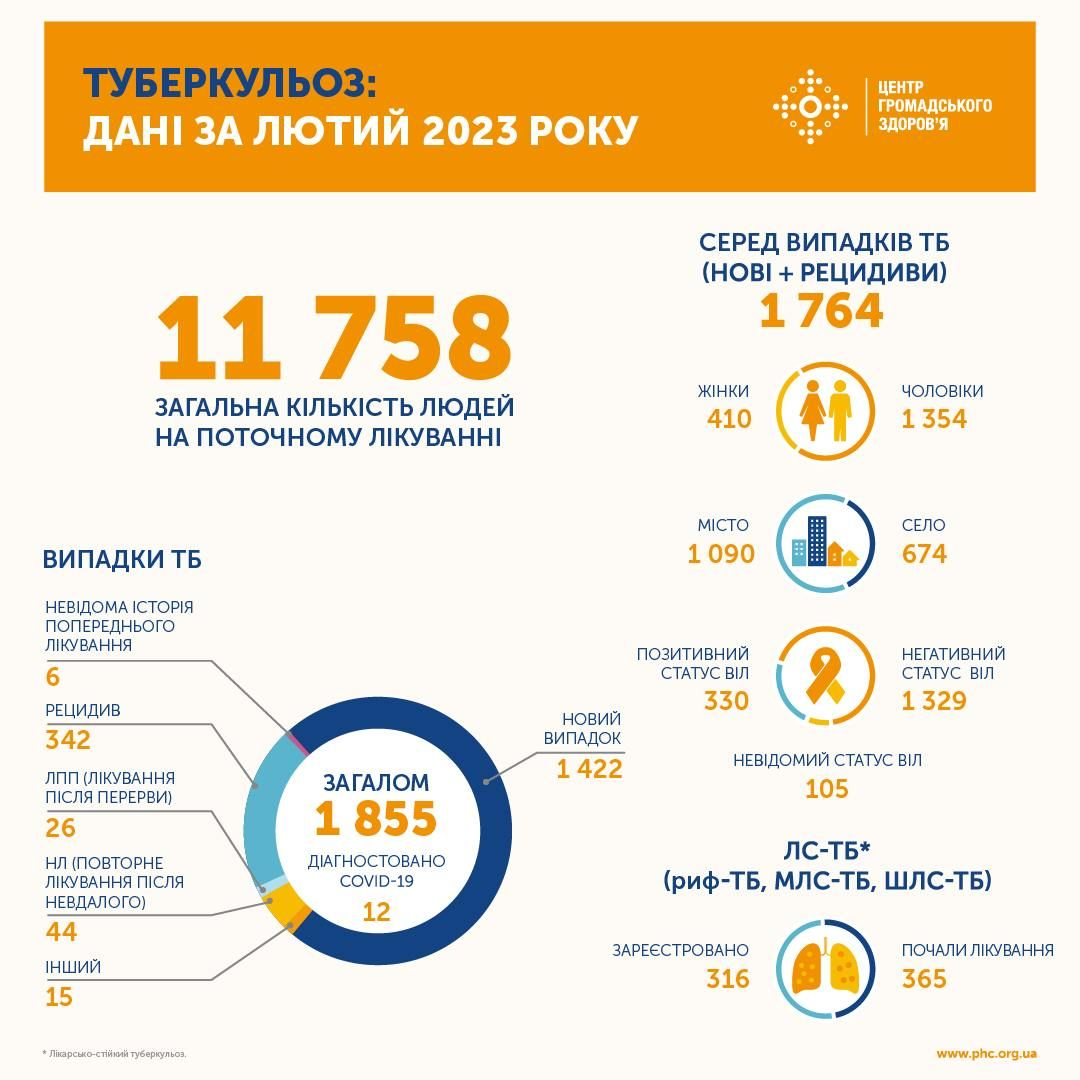 ТУБЕРКУЛЬОЗ:
ДАНІ ЗА ЛЮТИЙ 2023 РОКУ
ЦЕНТР
ГРОМАДСЬКОГО
ЗДОРОВ'Я
11 758
ЗАГАЛЬНА КІЛЬКІСТЬ ЛЮДЕЙ
НА ПОТОЧНОМУ ЛІКУВАННІ
СЕРЕД ВИПАДКІВ ТБ
(НОВІ + РЕЦИДИВИ)
1 764
ЖІНКИ
410
ЧОЛОВІКИ
1 354
МІСТО
1 090
СЕЛО
674
ПОЗИТИВНИЙ
СТАТУС ВІЛ
330
НЕГАТИВНИЙ
СТАТУС ВІЛ
1 329
НЕВІДОМИЙ СТАТУС ВІЛ
105
ВИПАДКИ ТБ
НЕВІДОМА ІСТОРІЯ
ПОПЕРЕДНЬОГО
ЛІКУВАННЯ
6
РЕЦИДИВ
342
ЛПП (ЛІКУВАННЯ
ПІСЛЯ ПЕРЕРВИ)
26
НЛ (ПОВТОРНЕ
ЛІКУВАННЯ ПІСЛЯ
НЕВДАЛОГО)
44
ІНШИЙ
15
ЗАГАЛОМ
1 855
ДІАГНОСТОВАНО
COVID-19
12
НОВИЙ
ВИПАДОК
1 422
ЛС-ТБ*
(риф-ТБ, МЛС-ТБ, ШЛС-ТБ)
ЗАРЕЄСТРОВАНО
316
ПОЧАЛИ ЛІКУВАННЯ
365
* Лікарсько-стійкий туберкульоз.
www.phc.org.ua